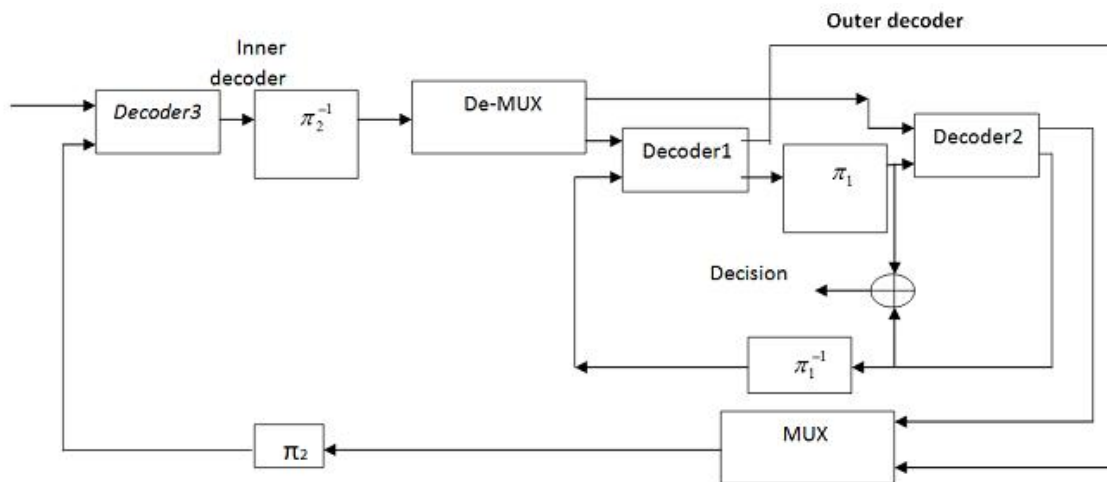 Outer decoder
Inner
decoder
Decoder3
π₂⁻¹
De-MUX
Decoder1
π₁
Decoder2
Decision
π₁⁻¹
MUX
π₂